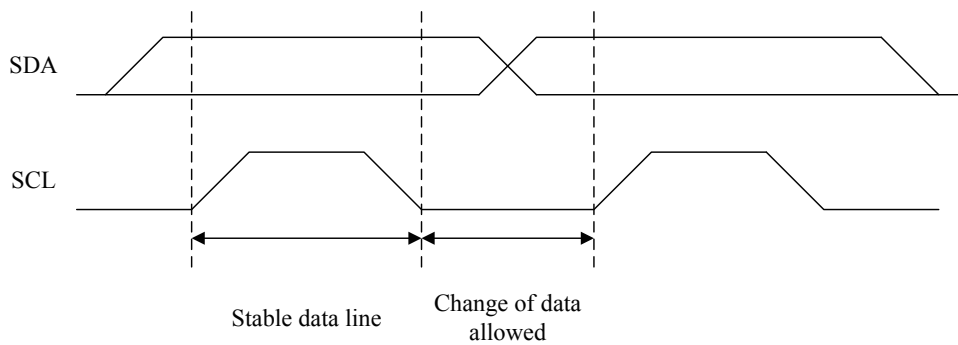 SDA
SCL
Stable data line
Change of data
allowed